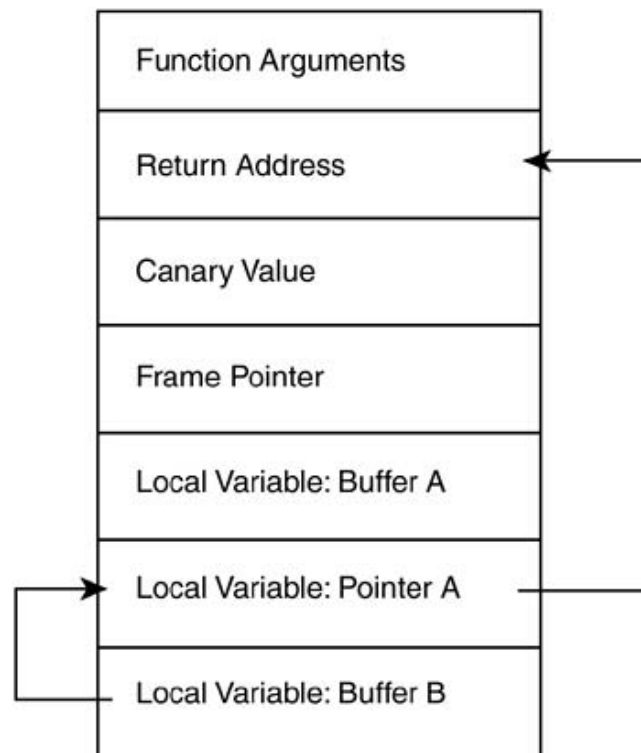 Function Arguments
Return Address
Canary Value
Frame Pointer
Local Variable: Buffer A
Local Variable: Pointer A
Local Variable: Buffer B